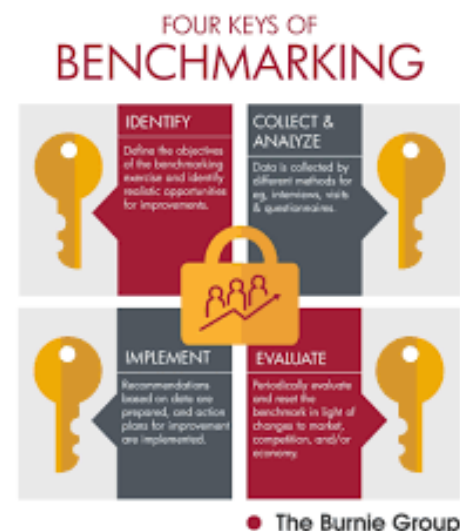 FOUR KEYS OF
BENCHMARKING
IDENTIFY
Define the objectives
of the benchmarking
exercise and identify
realistic opportunities
for improvements.
COLLECT &
ANALYZE
Data is collected by
different methods for
eg, interviews, visits
& questionnaires.
IMPLEMENT
Recommendations
based on data are
prepared, and action
plans for improvement
are implemented.
EVALUATE
Periodically evaluate
and reset the
benchmark in light of
changes to market,
competition, and/or
economy.
The Burnie Group